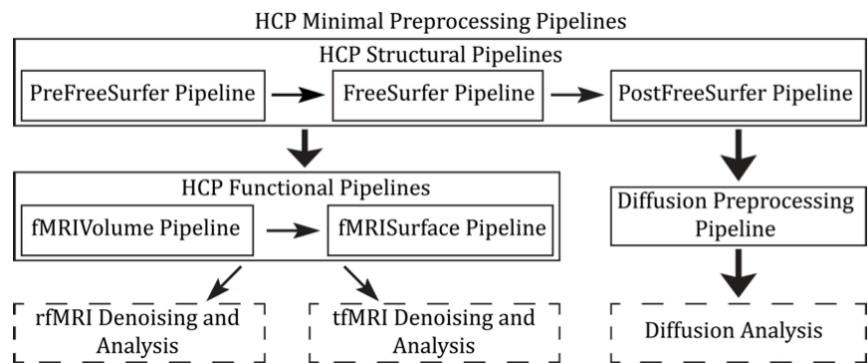 HCP Minimal Preprocessing Pipelines
HCP Structural Pipelines
PreFreeSurfer Pipeline
FreeSurfer Pipeline
PostFreeSurfer Pipeline
HCP Functional Pipelines
fMRIVolume Pipeline
fMRISurface Pipeline
Diffusion Preprocessing
Pipeline
rfMRI Denoising and
Analysis
tfMRI Denoising and
Analysis
Diffusion Analysis